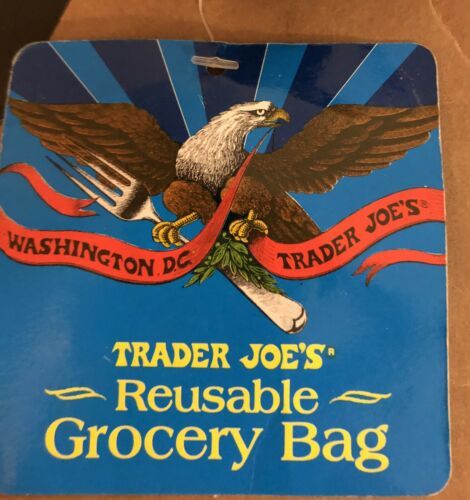 WASHINGTON D.C. TRADER JOE'S®
TRADER JOE'S®
Reusable
Grocery Bag